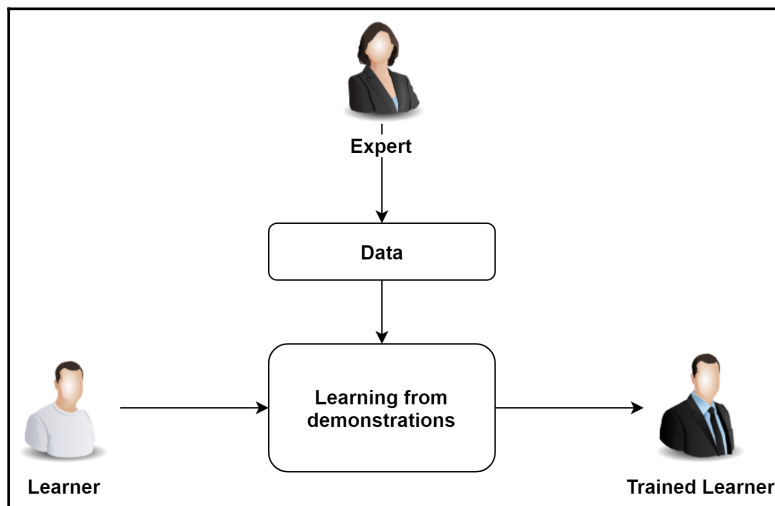 Expert
Data
Learning from
demonstrations
Learner
Trained Learner